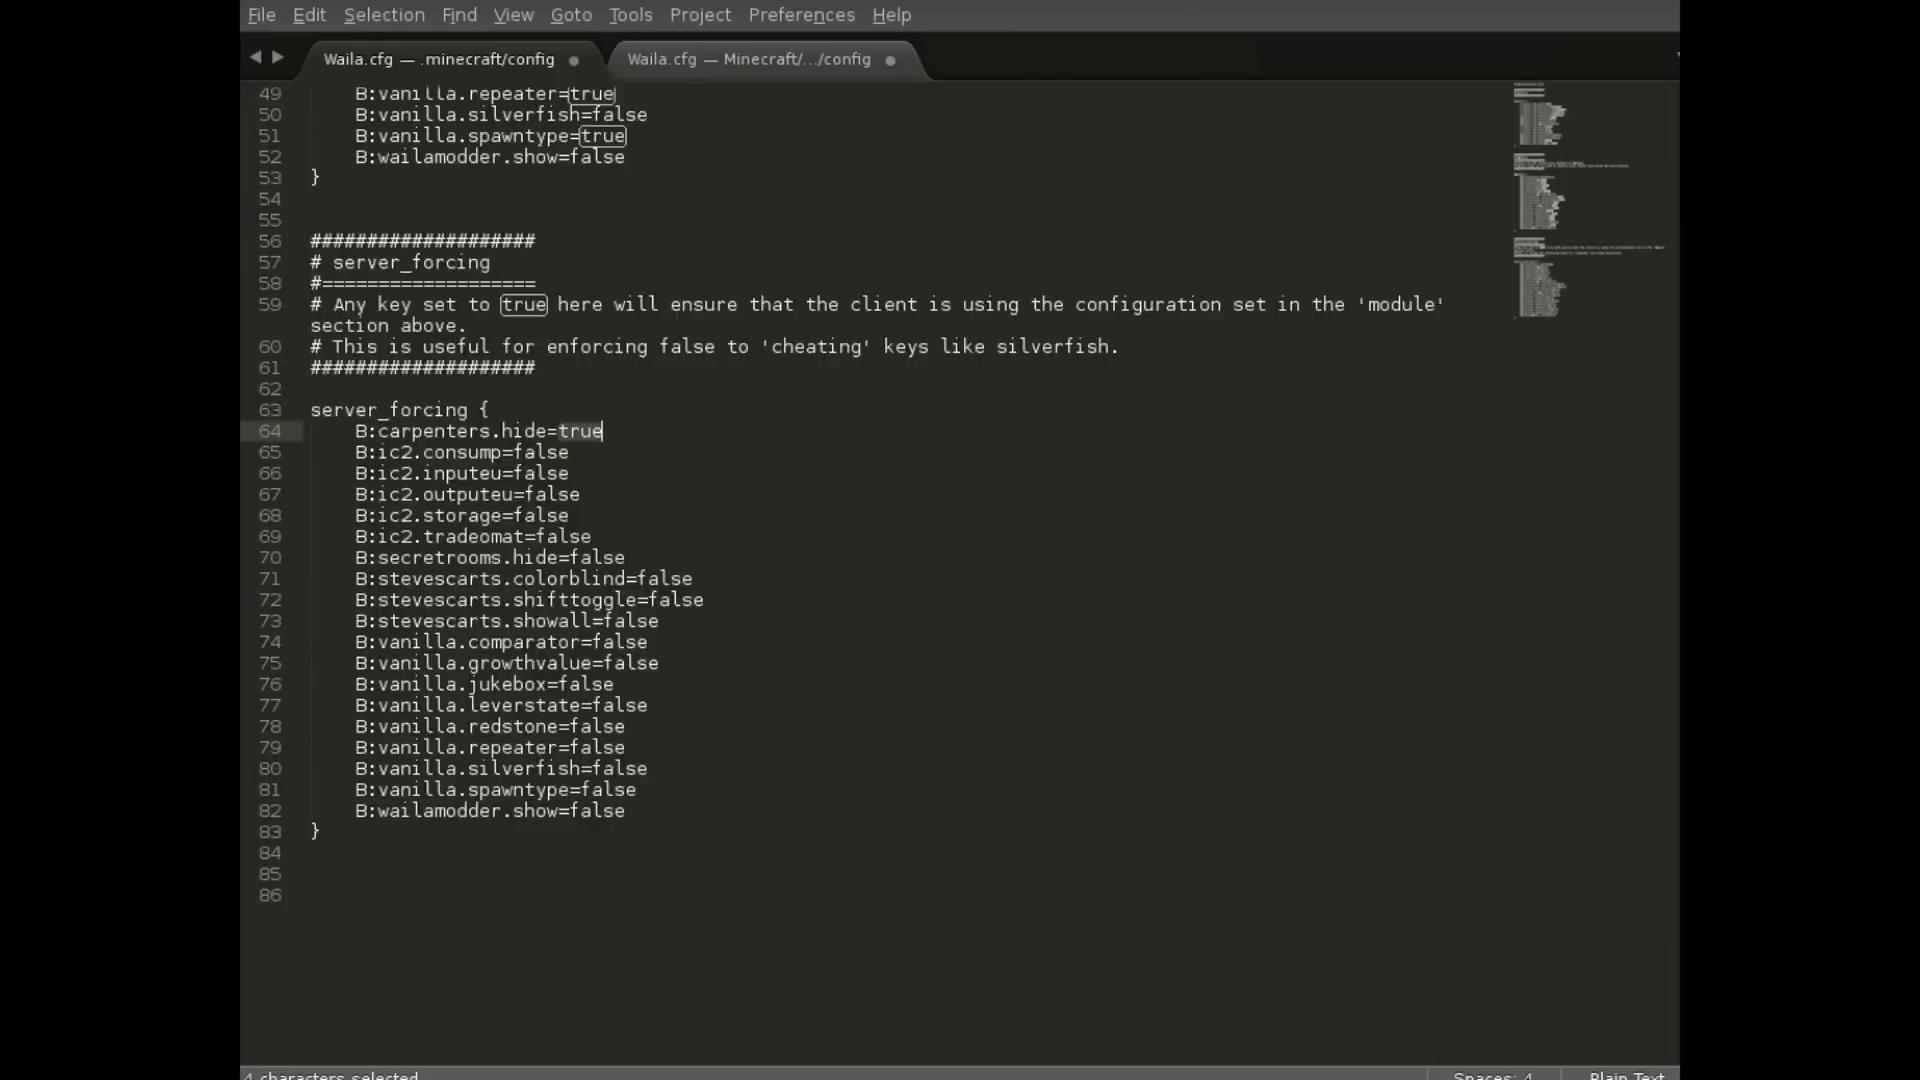 File Edit Selection Find View Goto Tools Project Preferences Help
Waila.cfg — .minecraft/config
Waila.cfg — Minecraft/.../config
49 B:vanilla.repeater=true
50 B:vanilla.silverfish=false
51 B:vanilla.spawntype=true
52 B:wailamodder.show=false
53 }
54
55
56 ####################
57 # server_forcing
58 #===================
59 # Any key set to true here will ensure that the client is using the configuration set in the 'module'
section above.
60 # This is useful for enforcing false to 'cheating' keys like silverfish.
61 ####################
62
63 server_forcing {
64 B:carpenters.hide=true
65 B:ic2.consump=false
66 B:ic2.inputeu=false
67 B:ic2.outputeu=false
68 B:ic2.storage=false
69 B:ic2.tradeomat=false
70 B:secretrooms.hide=false
71 B:stevescarts.colorblind=false
72 B:stevescarts.shifttoggle=false
73 B:stevescarts.showall=false
74 B:vanilla.comparator=false
75 B:vanilla.growthvalue=false
76 B:vanilla.jukebox=false
77 B:vanilla.leverstate=false
78 B:vanilla.redstone=false
79 B:vanilla.repeater=false
80 B:vanilla.silverfish=false
81 B:vanilla.spawntype=false
82 B:wailamodder.show=false
83 }
84
85
86
4 characters selected
Spaces: 4
Plain Text